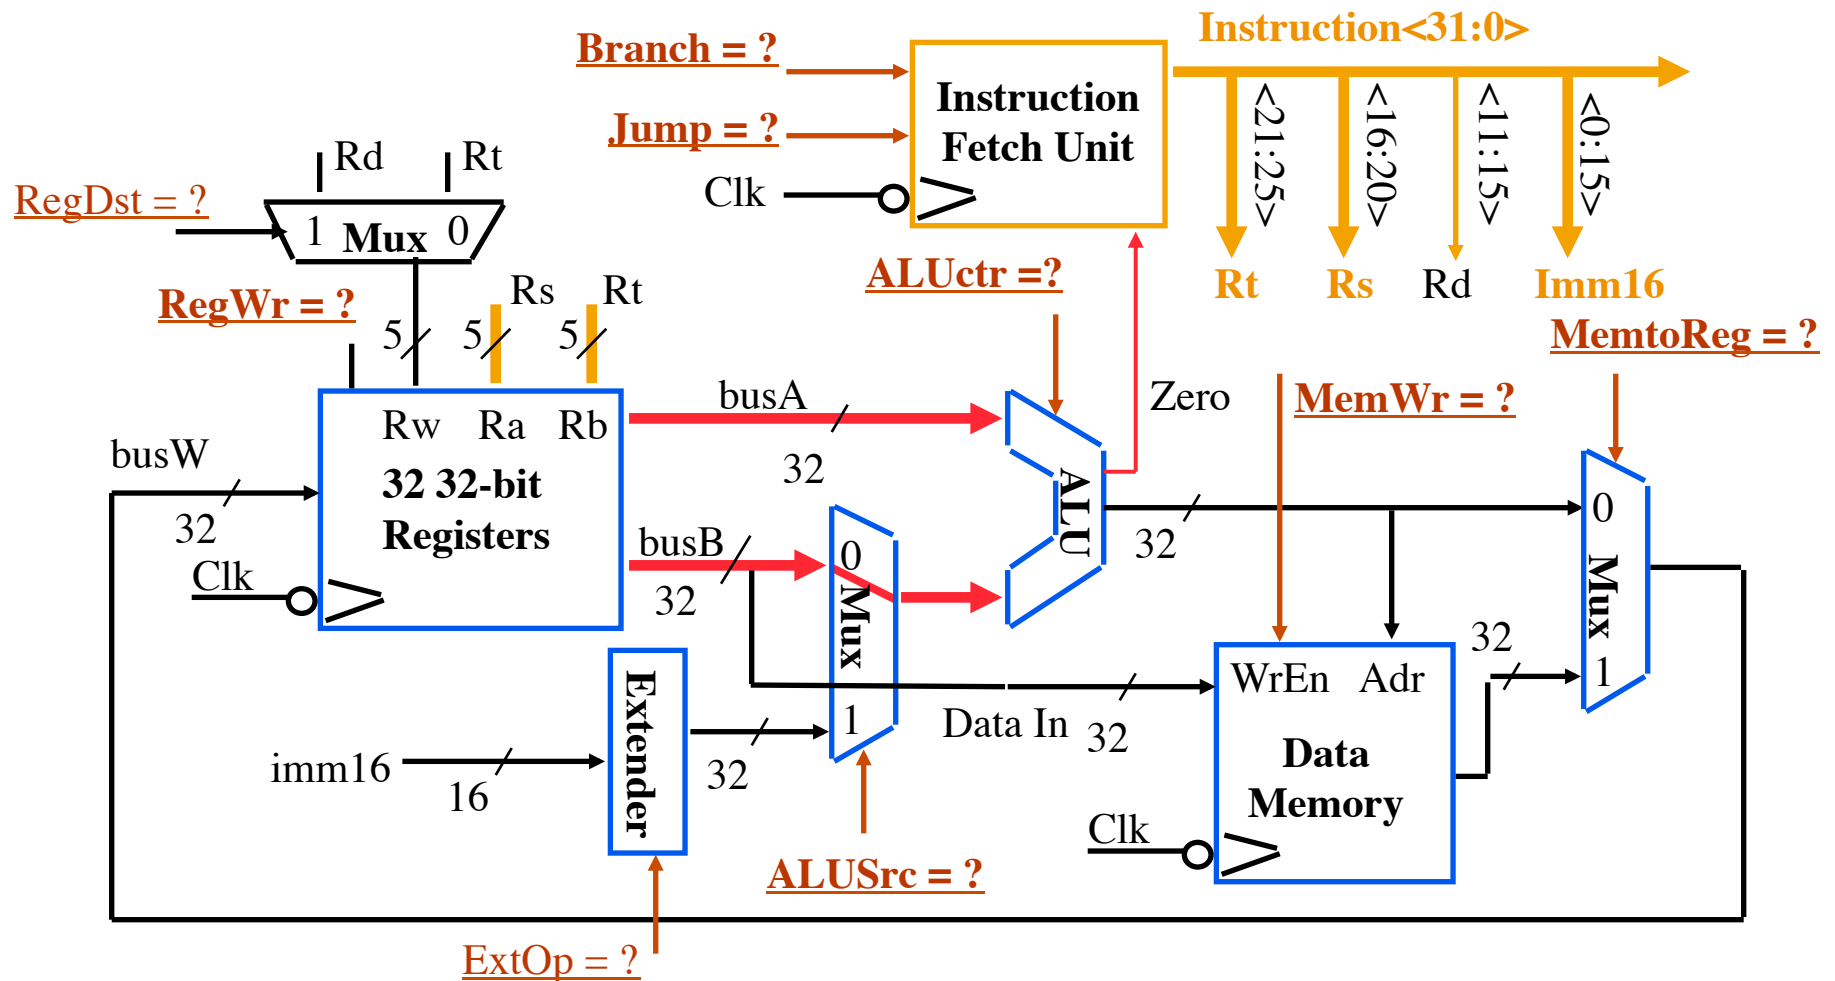 Instruction<31:0>
Branch = ?
Jump = ?
Clk
Instruction
Fetch Unit
<21:25>
<16:20>
<11:15>
<0:15>
Rt
Rs
Rd
Imm16
Rd
Rt
RegDst = ?
1
Mux
0
RegWr = ?
5
5
Rs
5
Rt
ALUctr =?
Zero
MemWr = ?
MemtoReg = ?
busW
32
Clk
Rw
Ra
Rb
32 32-bit
Registers
busA
32
busB
32
0
Mux
1
ALU
32
0
Mux
1
imm16
16
Extender
32
ExtOp = ?
ALUSrc = ?
Data In
32
WrEn
Adr
Data
Memory
Clk
32